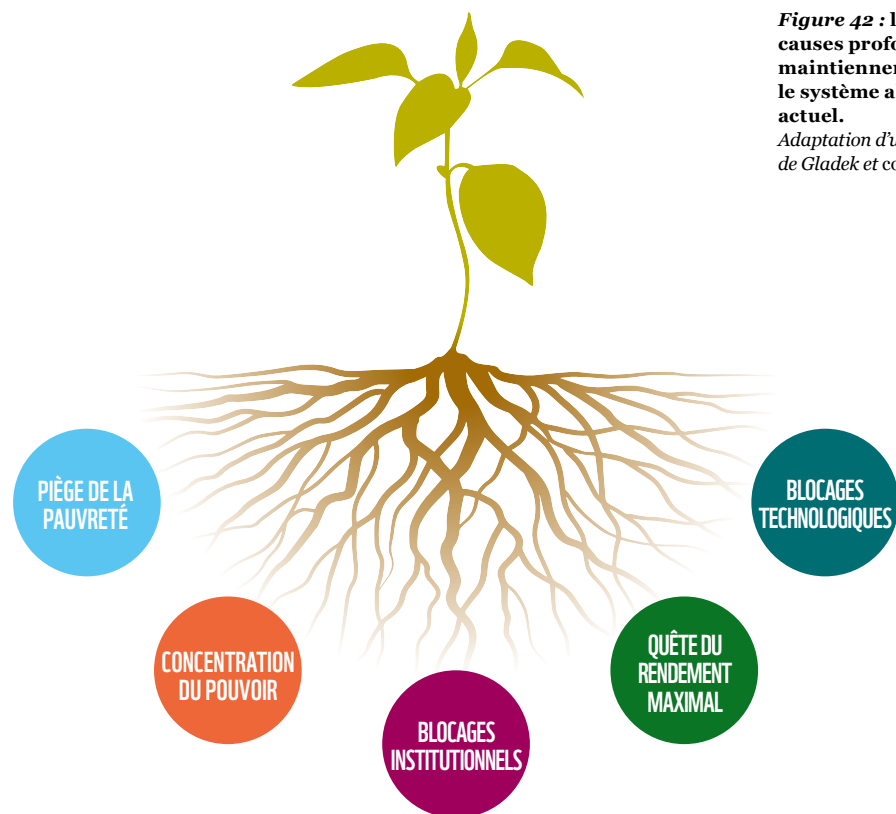 Figure 42 : l
causes profo
maintienner
le système a
actuel.
Adaptation d'u
de Gladek et co
PIÈGE DE LA
PAUVRETÉ
BLOCAGES
TECHNOLOGIQUES
CONCENTRATION
DU POUVOIR
QUÊTE DU
RENDEMENT
MAXIMAL
BLOCAGES
INSTITUTIONNELS